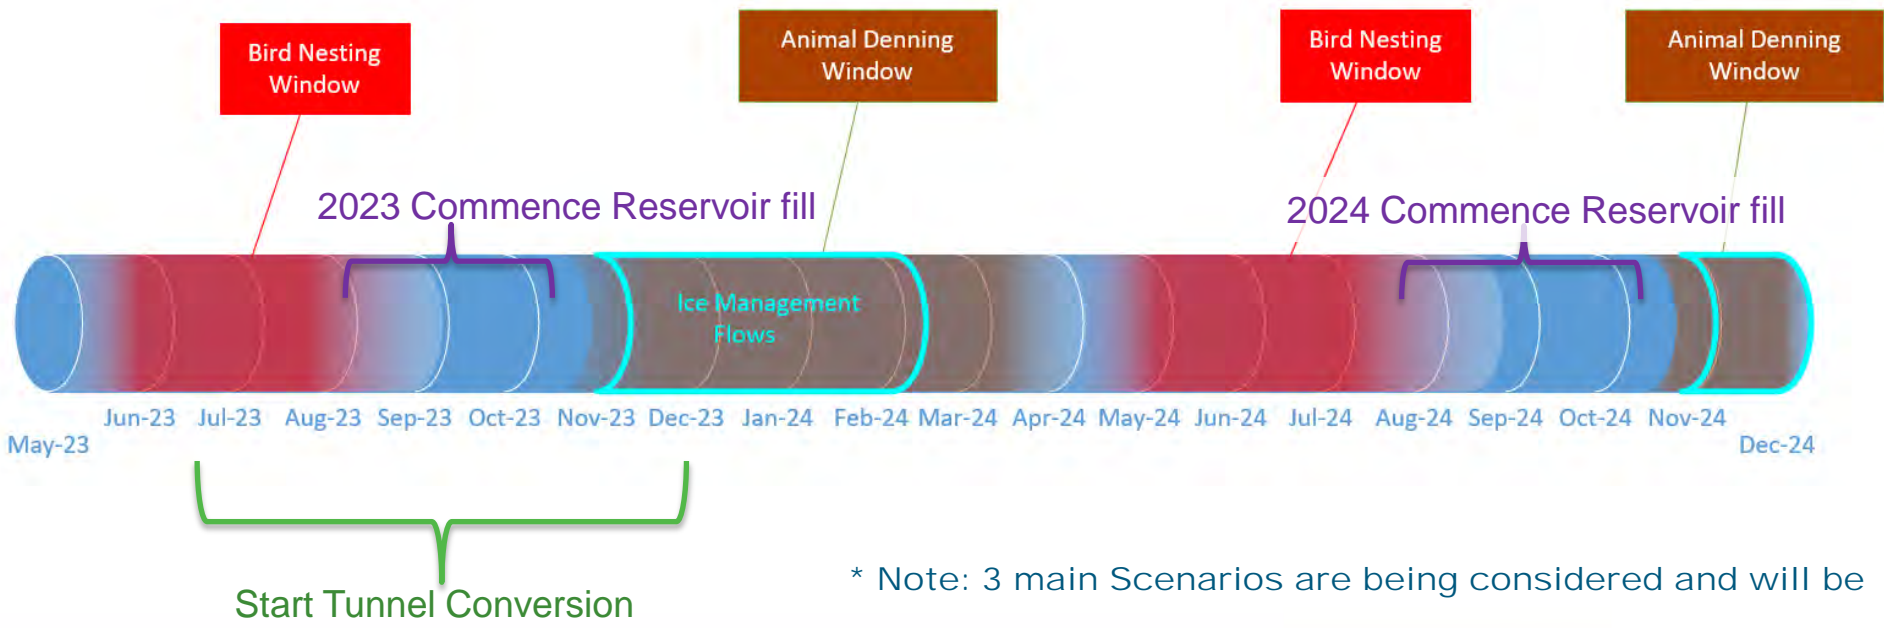 Bird Nesting
Window
Animal Denning
Window
Bird Nesting
Window
Animal Denning
Window
2023 Commence Reservoir fill
2024 Commence Reservoir fill
Ice Management
Flows
May-23
Jun-23
Jul-23
Aug-23
Sep-23
Oct-23
Nov-23
Dec-23
Jan-24
Feb-24
Mar-24
Apr-24
May-24
Jun-24
Jul-24
Aug-24
Sep-24
Oct-24
Nov-24
Dec-24
Start Tunnel Conversion
* Note: 3 main Scenarios are being considered and will be